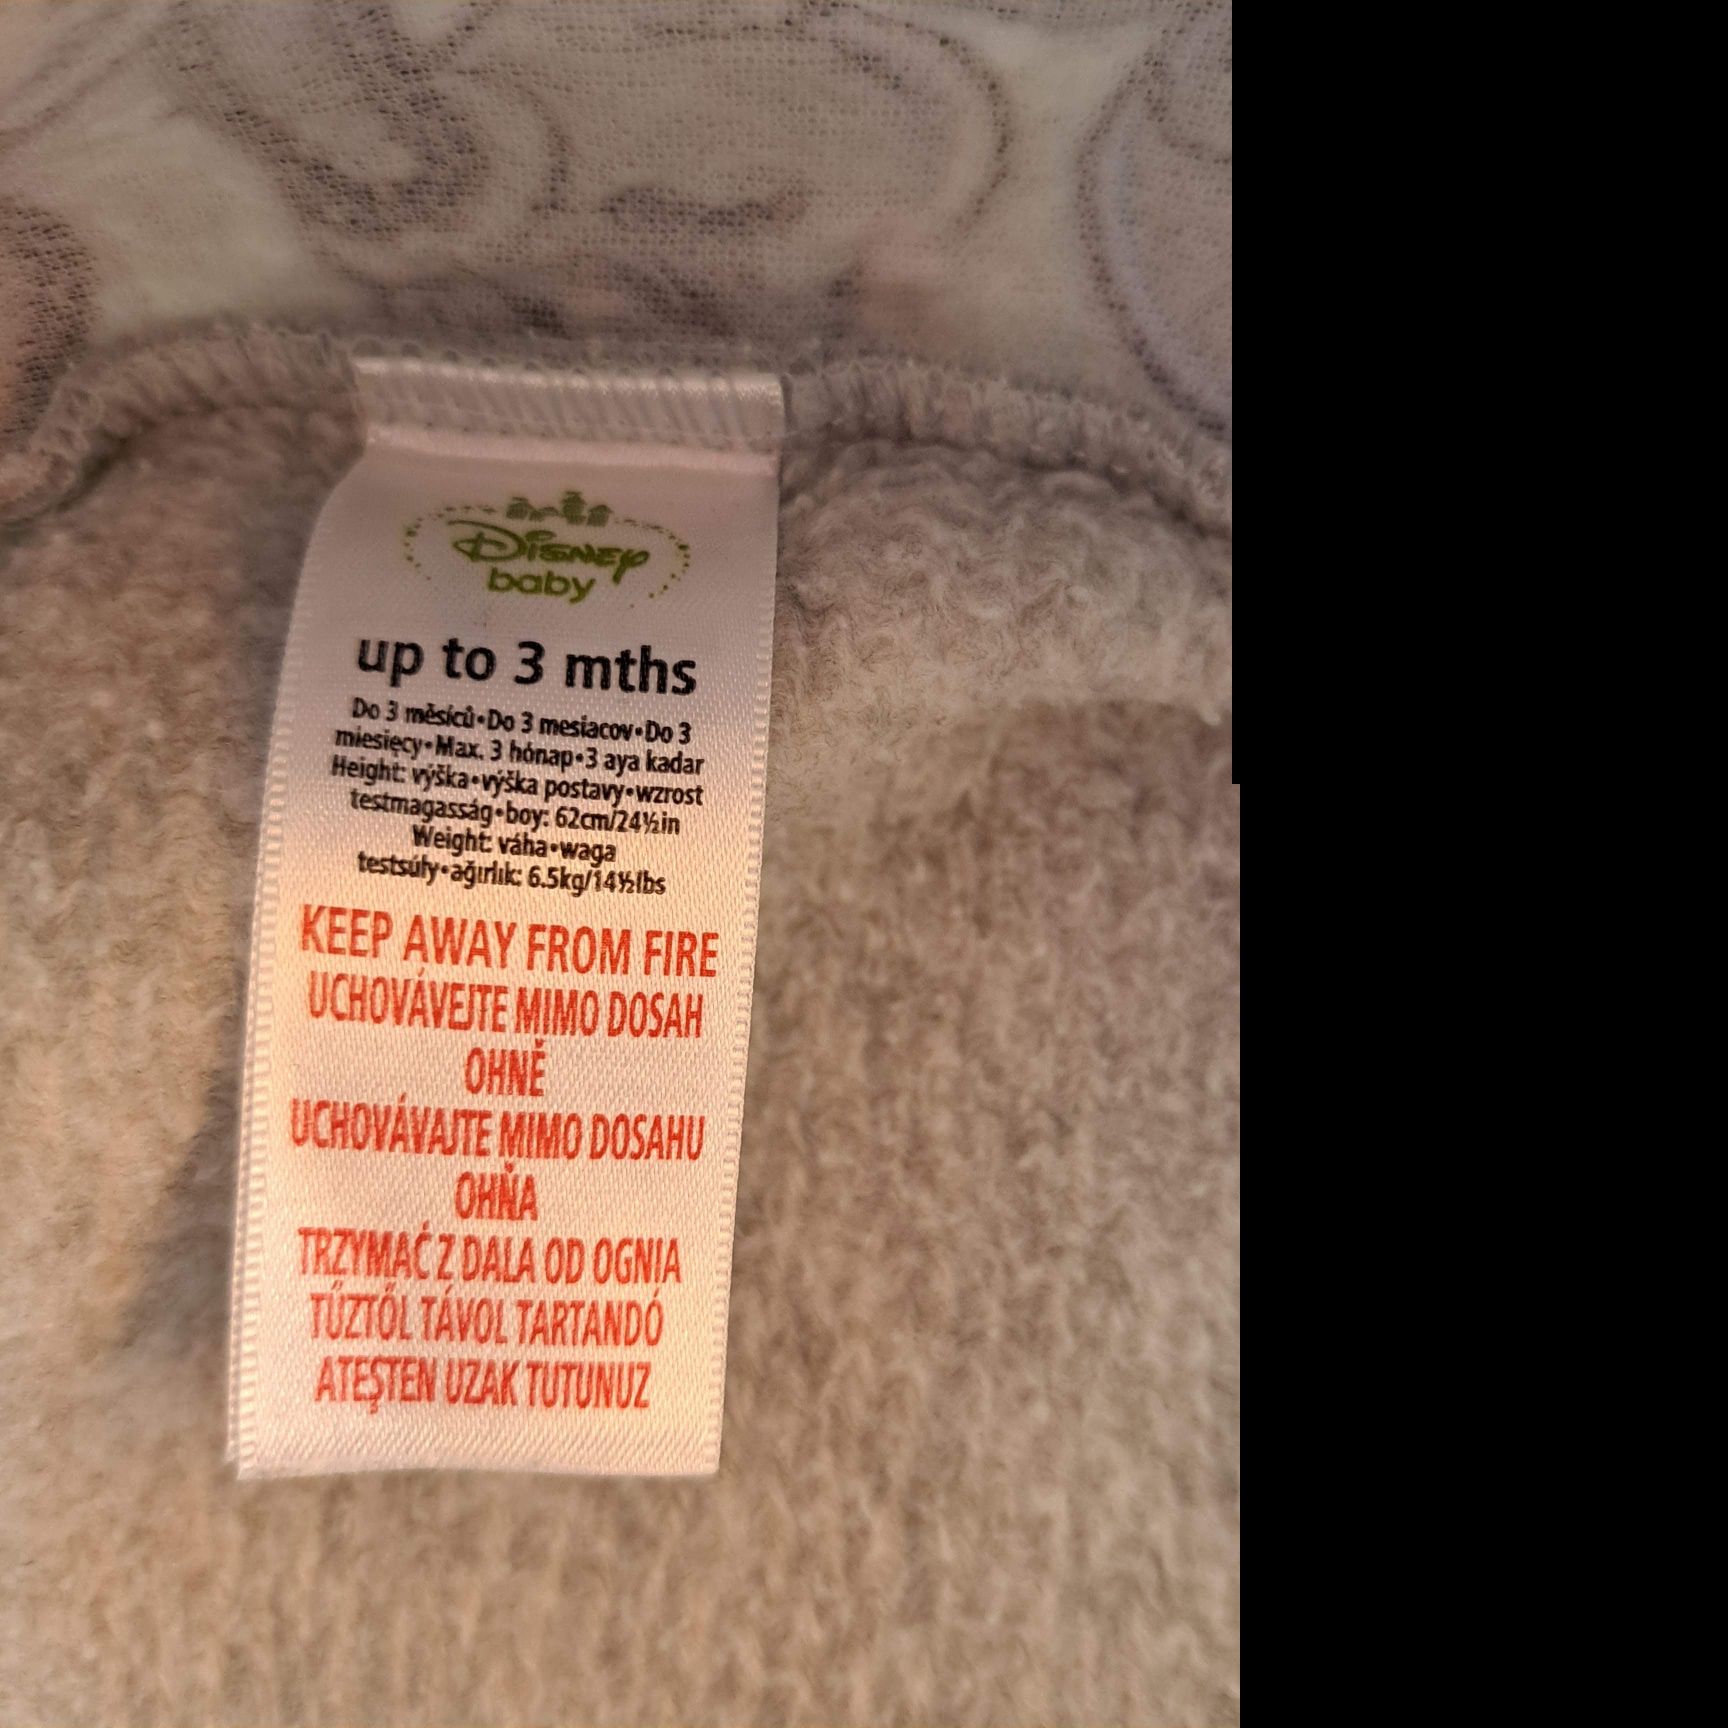 Disney
baby
up to 3 mths
Do 3 měsíců•Do 3 mesiacov•Do 3
miesięcy•Max. 3 hónap•3 aya kadar
Height: výška•výška postavy•wzrost
testmagasság•boy: 62cm/24½in
Weight: váha•waga
testsúly•ağırlık: 6.5kg/14½lbs
KEEP AWAY FROM FIRE
UCHOVÁVEJTE MIMO DOSAH
OHNĚ
UCHOVÁVAJTE MIMO DOSAHU
OHŇA
TRZYMAĆ Z DALA OD OGNIA
TŰZTŐL TÁVOL TARTANDÓ
ATEŞTEN UZAK TUTUNUZ